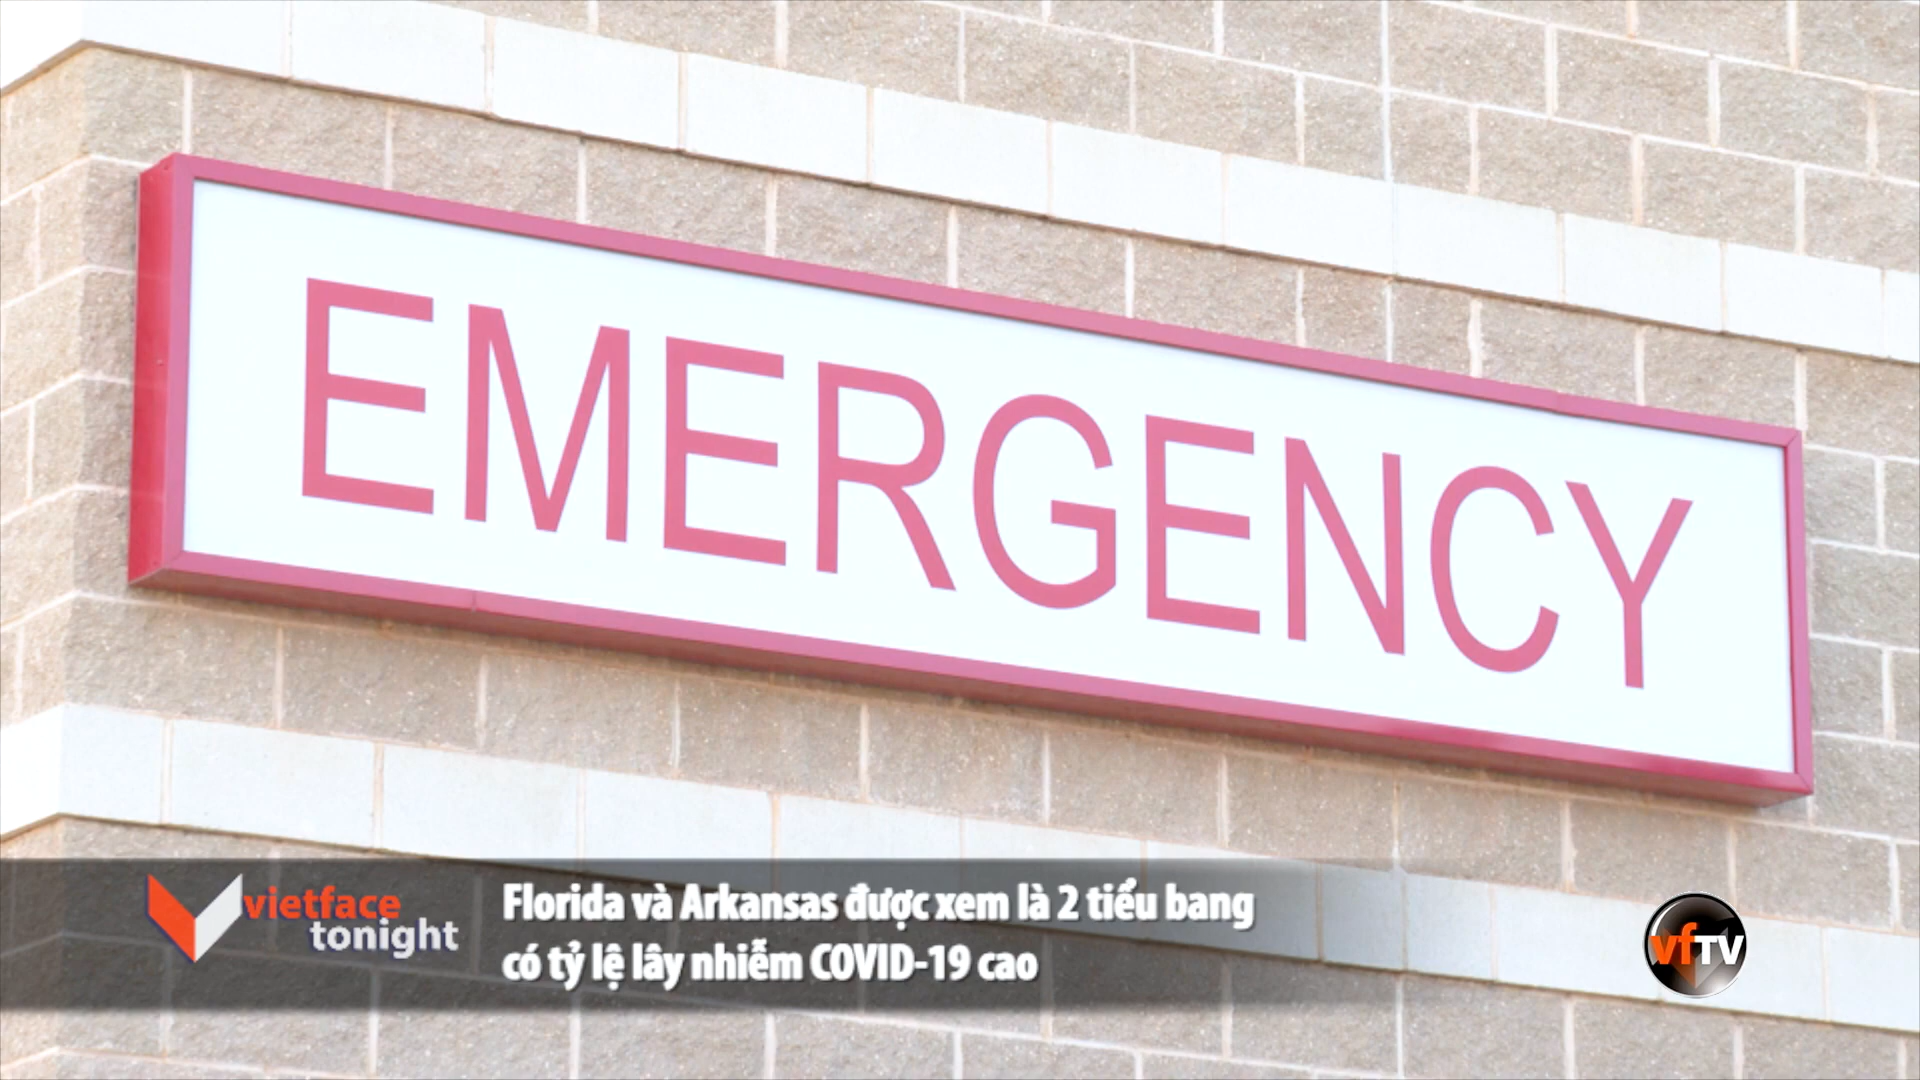 EMERGENCY
vietface
tonight
Florida và Arkansas được xem là 2 tiểu bang
có tỷ lệ lây nhiễm COVID-19 cao
vfTV